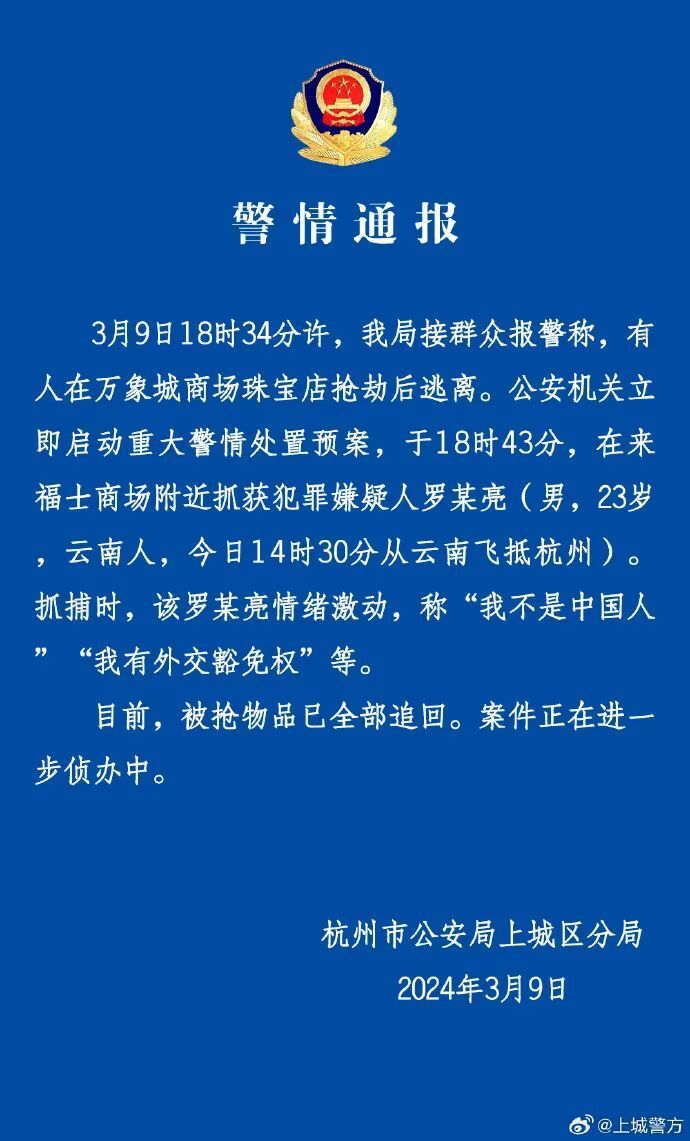 警情通报
3月9日18时34分许，我局接群众报警称，有
人在万象城商场珠宝店抢劫后逃离。公安机关立
即启动重大警情处置预案，于18时43分，在来
福士商场附近抓获犯罪嫌疑人罗某亮（男，23岁
，云南人，今日14时30分从云南飞抵杭州）。
抓捕时，该罗某亮情绪激动，称“我不是中国人
”“我有外交豁免权”等。
目前，被抢物品已全部追回。案件正在进一
步侦办中。
杭州市公安局上城区分局
2024年3月9日
@上城警方